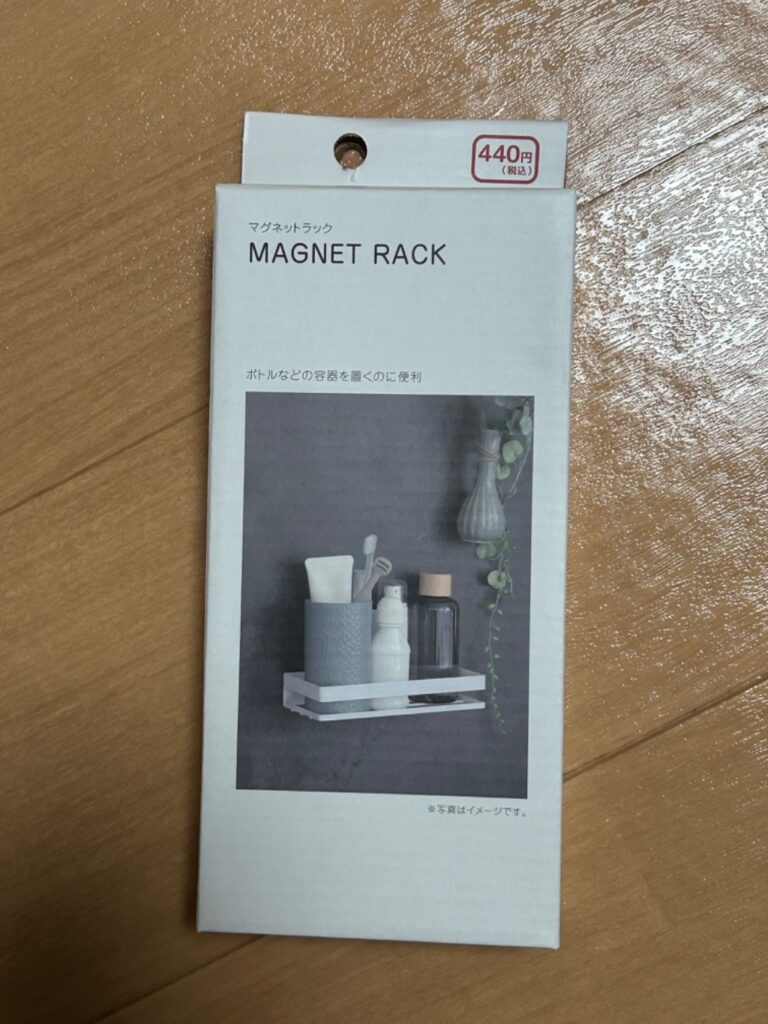 440円
(税込)
マグネットラック
MAGNET RACK
ボトルなどの容器を置くのに便利
※写真はイメージです。